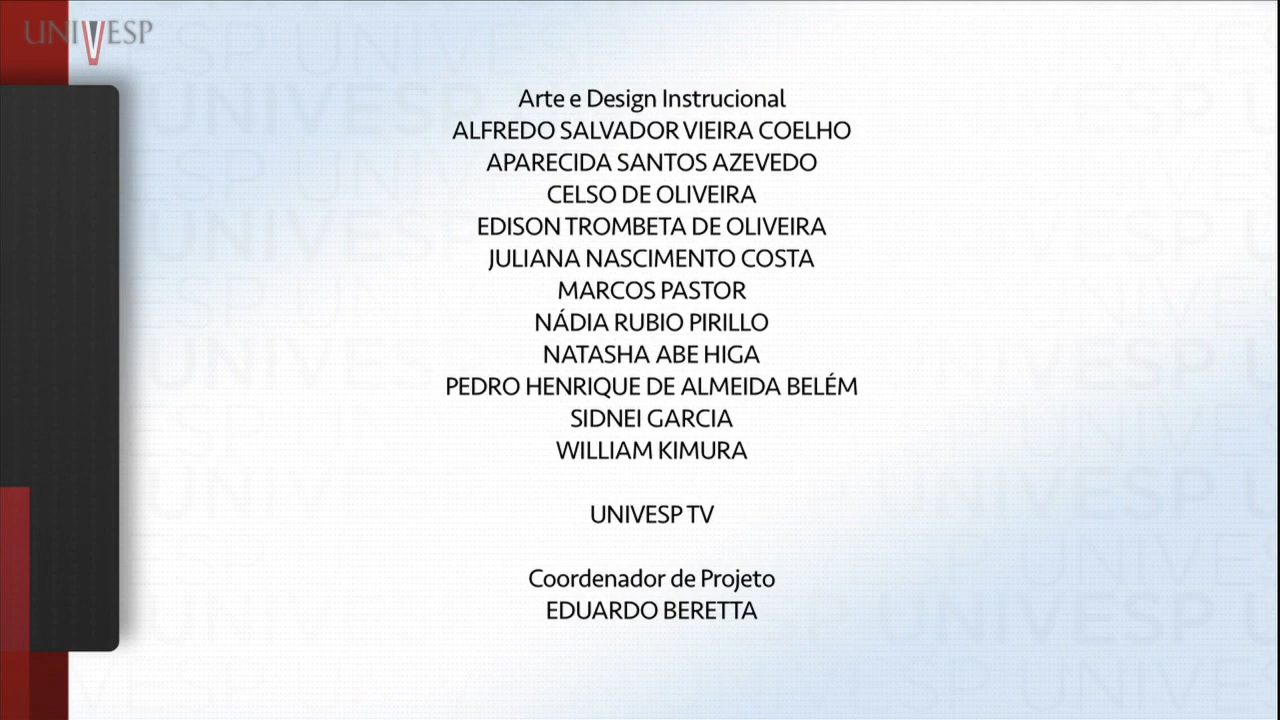 UNIVESP
Arte e Design Instrucional
ALFREDO SALVADOR VIEIRA COELHO
APARECIDA SANTOS AZEVEDO
CELSO DE OLIVEIRA
EDISON TROMBETA DE OLIVEIRA
JULIANA NASCIMENTO COSTA
MARCOS PASTOR
NÁDIA RUBIO PIRILLO
NATASHA ABE HIGA
PEDRO HENRIQUE DE ALMEIDA BELÉM
SIDNEI GARCIA
WILLIAM KIMURA
UNIVESP TV
Coordenador de Projeto
EDUARDO BERETTA